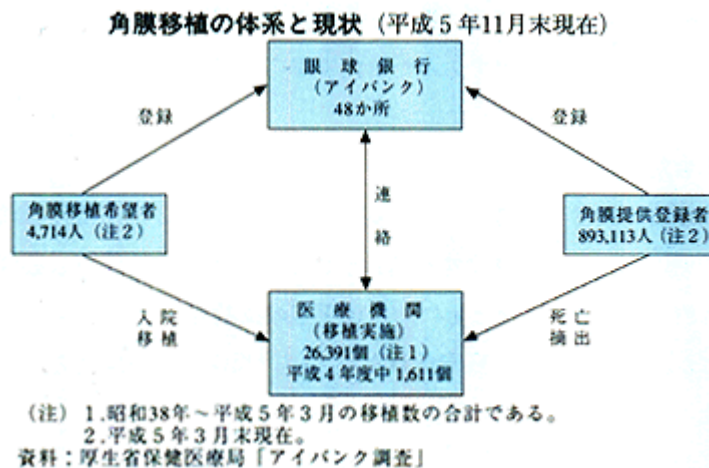 角膜移植の体系と現状（平成５年11月末現在）
眼球銀行
（アイバンク）
48か所
登録
登録
角膜移植希望者
4,714人（注２）
連
絡
角膜提供登録者
893,113人（注２）
入院
移植
医療機関
（移植実施）
26,391個（注１）
平成４年度中1,611個
死亡
摘出
（注）１.昭和38年～平成５年３月の移植数の合計である。
２.平成５年３月末現在。
資料：厚生省保健医療局「アイバンク調査」